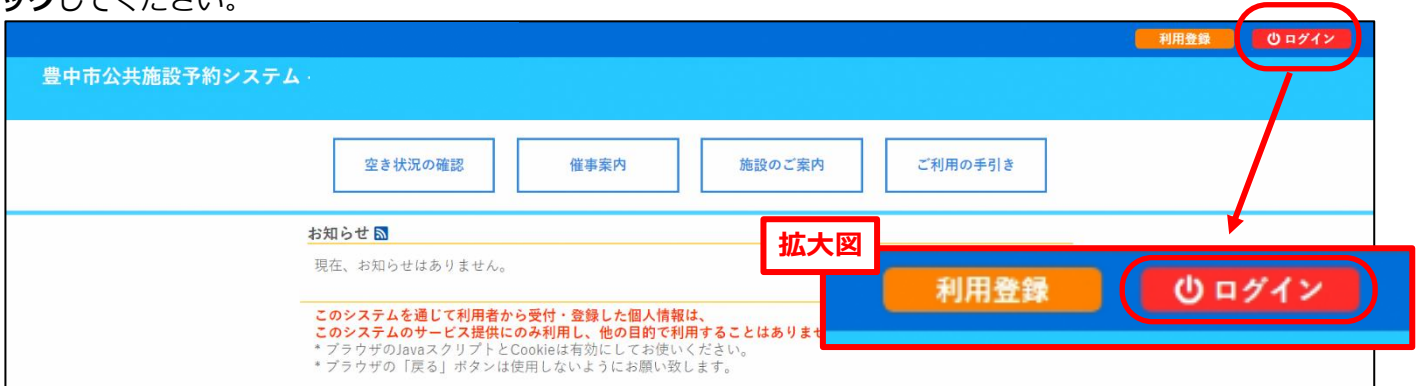 ックしてください。
利用登録 ログイン
豊中市公共施設予約システム
空き状況の確認 催事案内 施設のご案内 ご利用の手引き
お知らせ
現在、お知らせはありません。
拡大図
利用登録 ログイン
このシステムを通じて利用者から受付・登録した個人情報は、
このシステムのサービス提供にのみ利用し、他の目的で利用することはありませ
* ブラウザのJavaスクリプトとCookieは有効にしてお使いください。
* ブラウザの「戻る」ボタンは使用しないようにお願い致します。